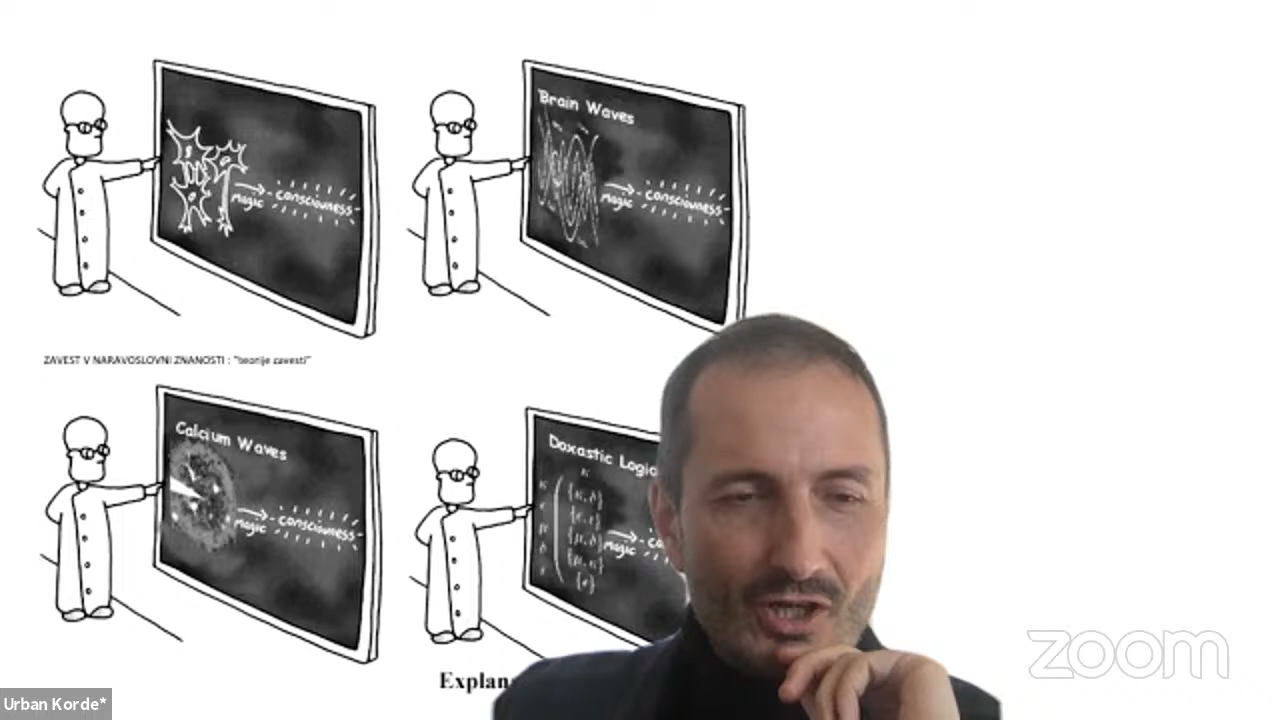 magic
consciousness
Brain Waves
magic
consciousness
ZAVEST V NARAVOSLOVNI ZNANOSTI : "teorije zavesti"
Calcium Waves
magic
consciousness
Doxastic Logic
magic
Explan
zoom
Urban Korde*